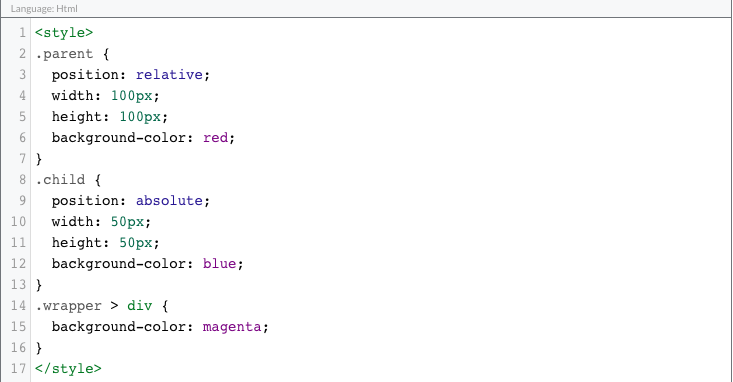 Language: Html
1 <style>
2 .parent {
3   position: relative;
4   width: 100px;
5   height: 100px;
6   background-color: red;
7 }
8 .child {
9   position: absolute;
10   width: 50px;
11   height: 50px;
12   background-color: blue;
13 }
14 .wrapper > div {
15   background-color: magenta;
16 }
17 </style>